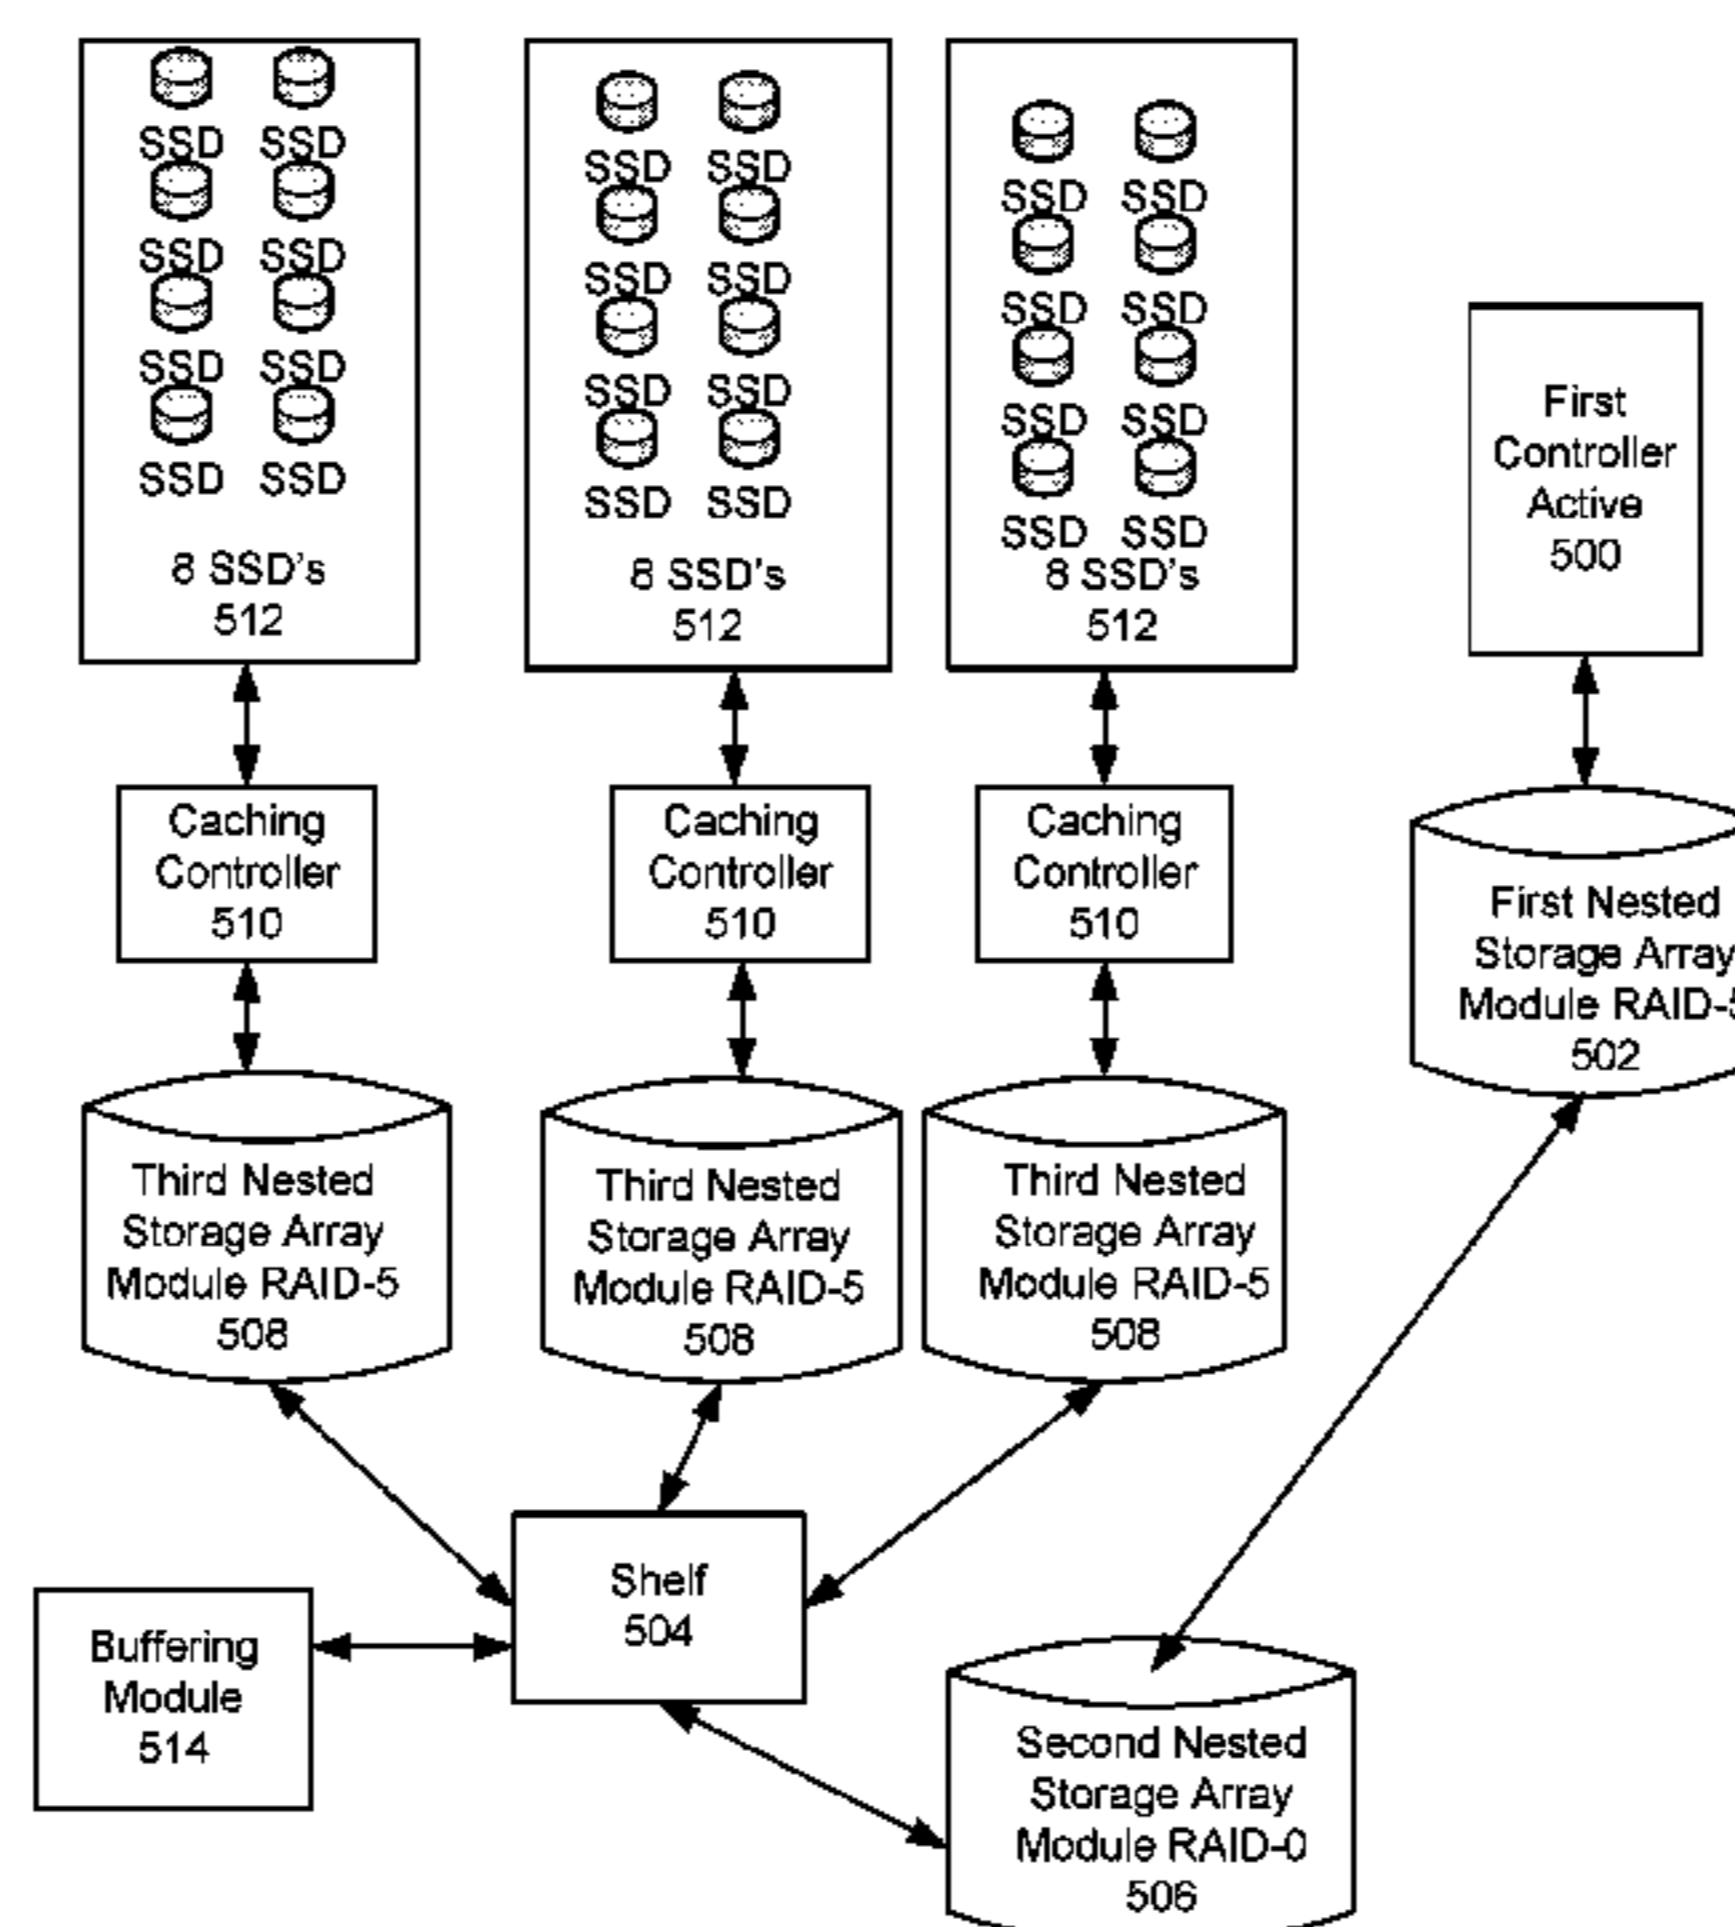 SSD SSD
SSD SSD
SSD SSD
SSD SSD
8 SSD's
512
SSD SSD
SSD SSD
SSD SSD
SSD SSD
8 SSD's
512
SSD SSD
SSD SSD
SSD SSD
SSD SSD
8 SSD's
512
First
Controller
Active
500
Caching
Controller
510
Caching
Controller
510
Caching
Controller
510
First Nested
Storage Array
Module RAID-5
502
Third Nested
Storage Array
Module RAID-5
508
Third Nested
Storage Array
Module RAID-5
508
Third Nested
Storage Array
Module RAID-5
508
Shelf
504
Buffering
Module
514
Second Nested
Storage Array
Module RAID-0
506